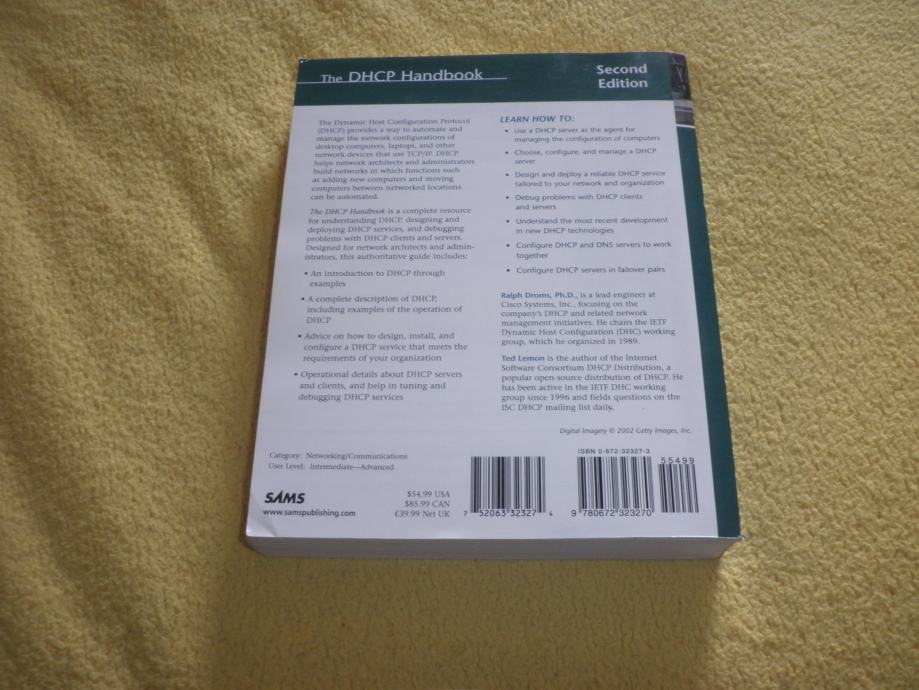 The DHCP Handbook
Second
Edition
The Dynamic Host Configuration Protocol
(DHCP) provides a way to automate and
manage the network configurations of
desktop computers, laptops, and other
network devices that use TCP/IP. DHCP
helps network architects and administrators
build networks in which functions such
as adding new computers and moving
computers between networked locations
can be automated.
The DHCP Handbook is a complete resource
for understanding DHCP, designing and
deploying DHCP services, and debugging
problems with DHCP clients and servers.
Designed for network architects and admin-
istrators, this authoritative guide includes:
• An introduction to DHCP through
examples
• A complete description of DHCP,
including examples of the operation of
DHCP
• Advice on how to design, install, and
configure a DHCP service that meets the
requirements of your organization
• Operational details about DHCP servers
and clients, and help in tuning and
debugging DHCP services
LEARN HOW TO:
• Use a DHCP server as the agent for
managing the configuration of computers
• Choose, configure, and manage a DHCP
server
• Design and deploy a reliable DHCP service
tailored to your network and organization
• Debug problems with DHCP clients
and servers
• Understand the most recent development
in new DHCP technologies
• Configure DHCP and DNS servers to work
together
• Configure DHCP servers in failover pairs
Ralph Droms, Ph.D., is a lead engineer at
Cisco Systems, Inc., focusing on the
company's DHCP and related network
management initiatives. He chairs the IETF
Dynamic Host Configuration (DHC) working
group, which he organized in 1989.
Ted Lemon is the author of the Internet
Software Consortium DHCP Distribution, a
popular open-source distribution of DHCP. He
has been active in the IETF DHC working
group since 1996 and fields questions on the
ISC DHCP mailing list daily.
Digital Imagery © 2002 Getty Images, Inc.
Category: Networking/Communications
User Level: Intermediate—Advanced
SAMS
www.samspublishing.com
$54.99 USA
$85.99 CAN
£39.99 Net UK
7 52063 32327 4
ISBN 0-672-32327-3
9 780672 323270
55499